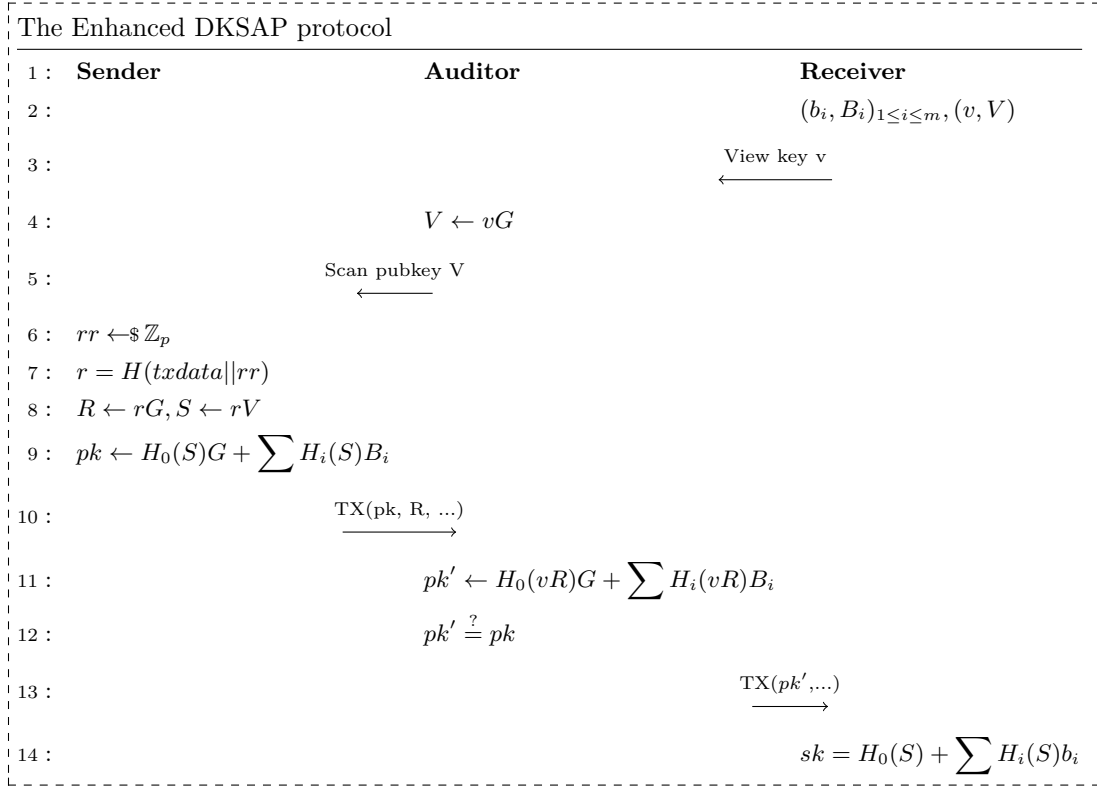 The Enhanced DKSAP protocol
1 : Sender Auditor Receiver
2 : (b_i, B_i)_{1≤i≤m}, (v, V)
3 : View key v
4 : V ← vG
5 : Scan pubkey V
6 : rr ←$ ℤ_p
7 : r = H(txdata||rr)
8 : R ← rG, S ← rV
9 : pk ← H_0(S)G + ∑ H_i(S)B_i
10 : TX(pk, R, ...)
11 : pk′ ← H_0(vR)G + ∑ H_i(vR)B_i
12 : pk′ ≟ pk
13 : TX(pk′,...)
14 : sk = H_0(S) + ∑ H_i(S)b_i